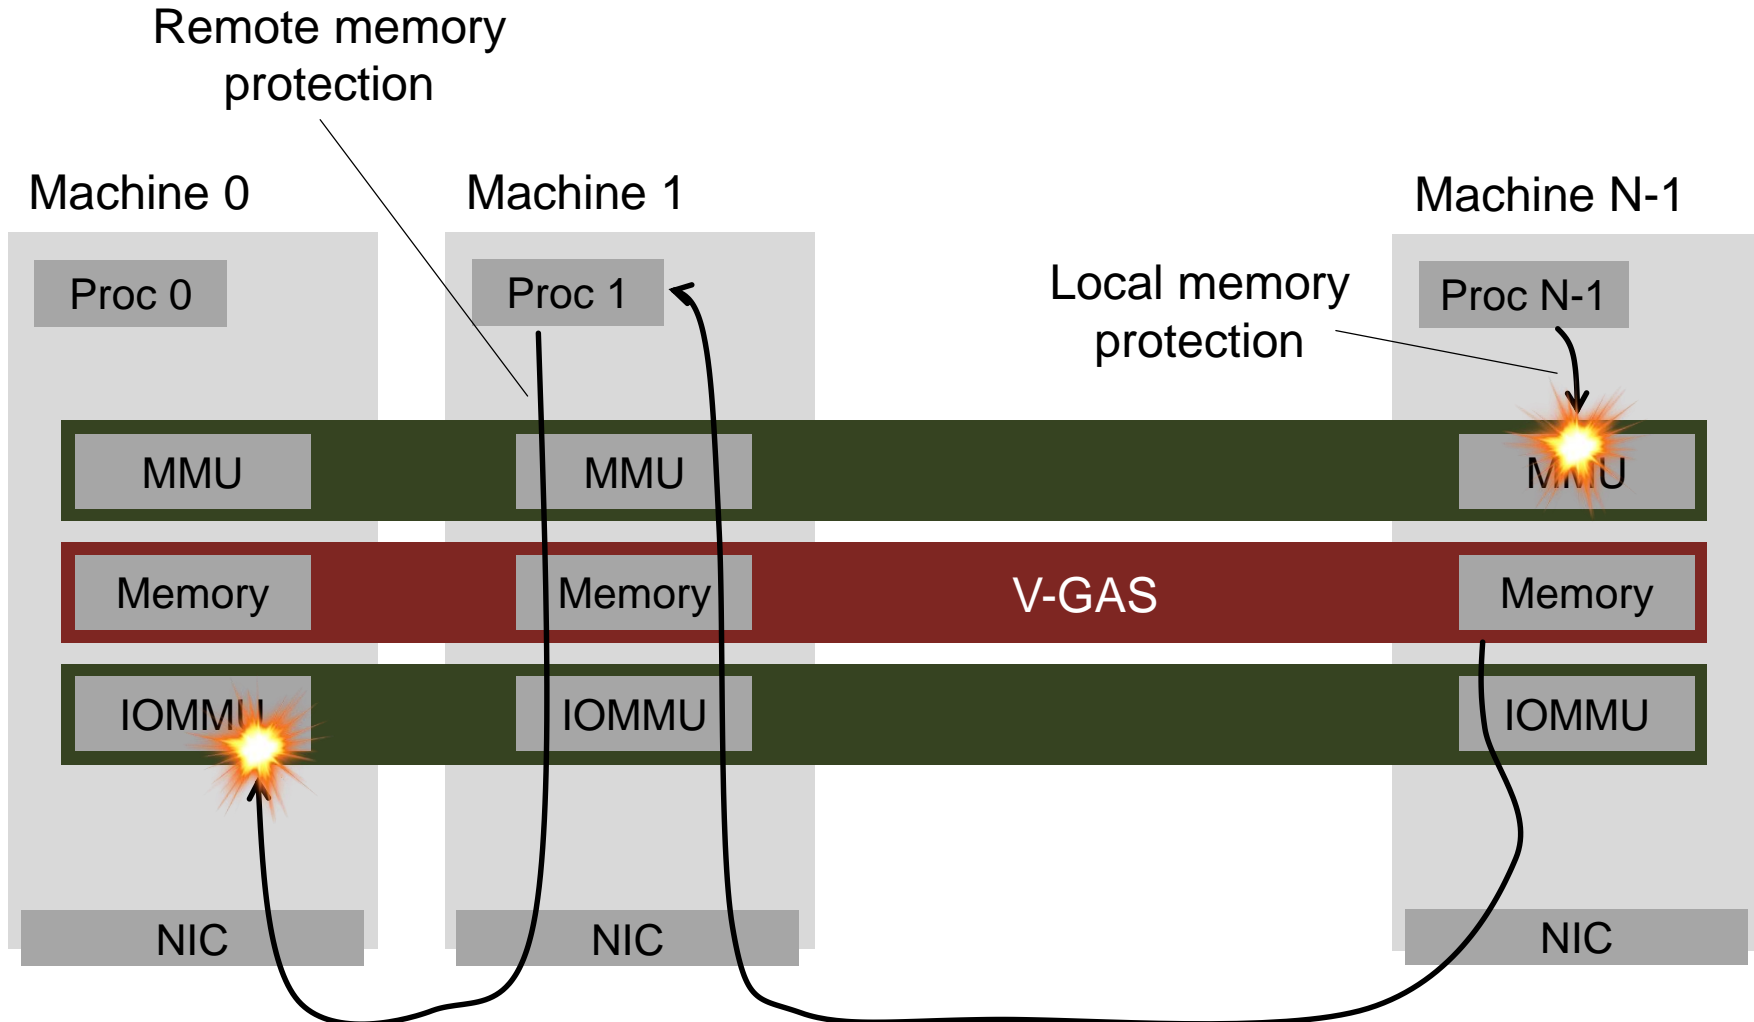 Remote memory
protection
Machine 0
Machine 1
Machine N-1
Proc 0
Proc 1
Local memory
protection
Proc N-1
MMU
MMU
MMU
Memory
Memory
V-GAS
Memory
IOMMU
IOMMU
IOMMU
NIC
NIC
NIC